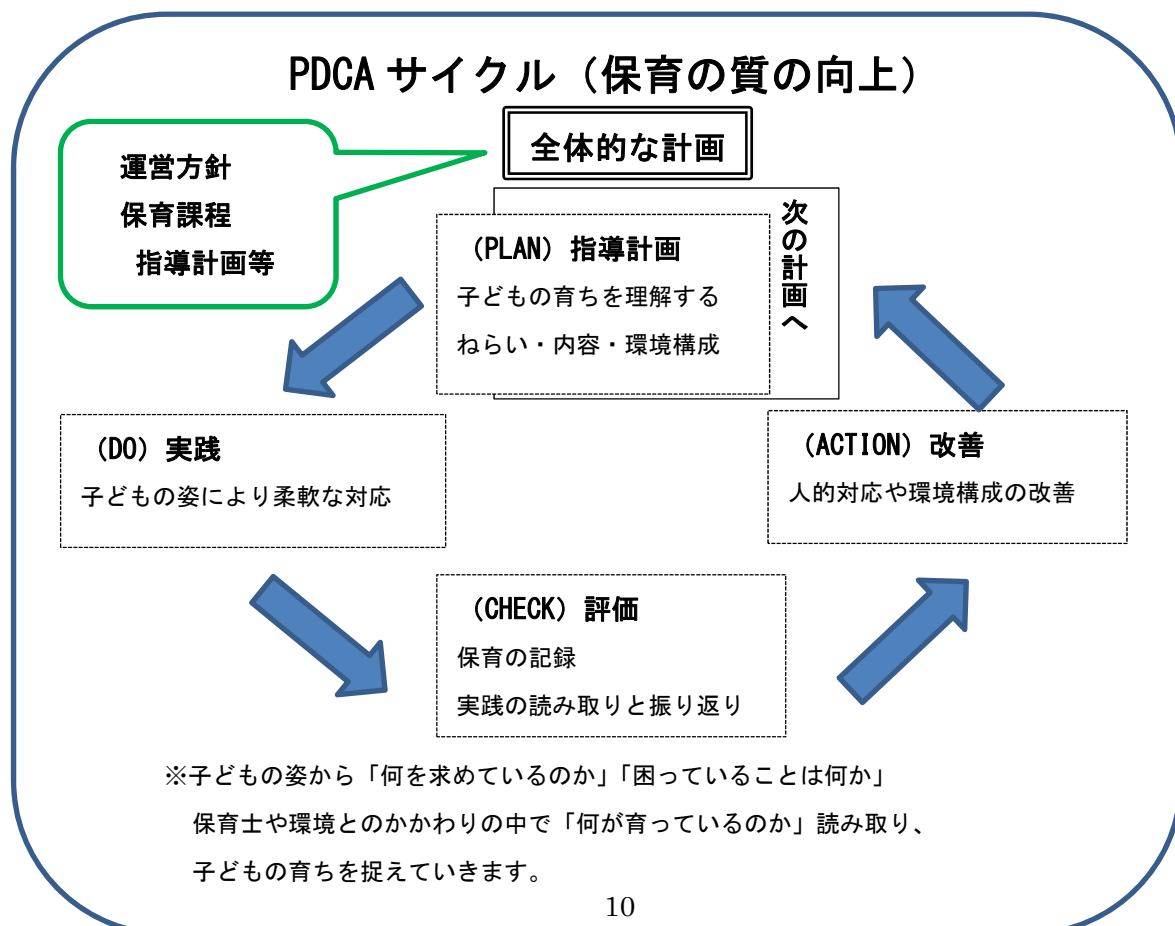 PDCA サイクル（保育の質の向上）
全体的な計画
運営方針
保育課程
指導計画等
次の計画へ
（PLAN）指導計画
子どもの育ちを理解する
ねらい・内容・環境構成
（DO）実践
子どもの姿により柔軟な対応
（ACTION）改善
人的対応や環境構成の改善
（CHECK）評価
保育の記録
実践の読み取りと振り返り
※子どもの姿から「何を求めているのか」「困っていることは何か」
保育士や環境とのかかわりの中で「何が育っているのか」読み取り、
子どもの育ちを捉えていきます。
10